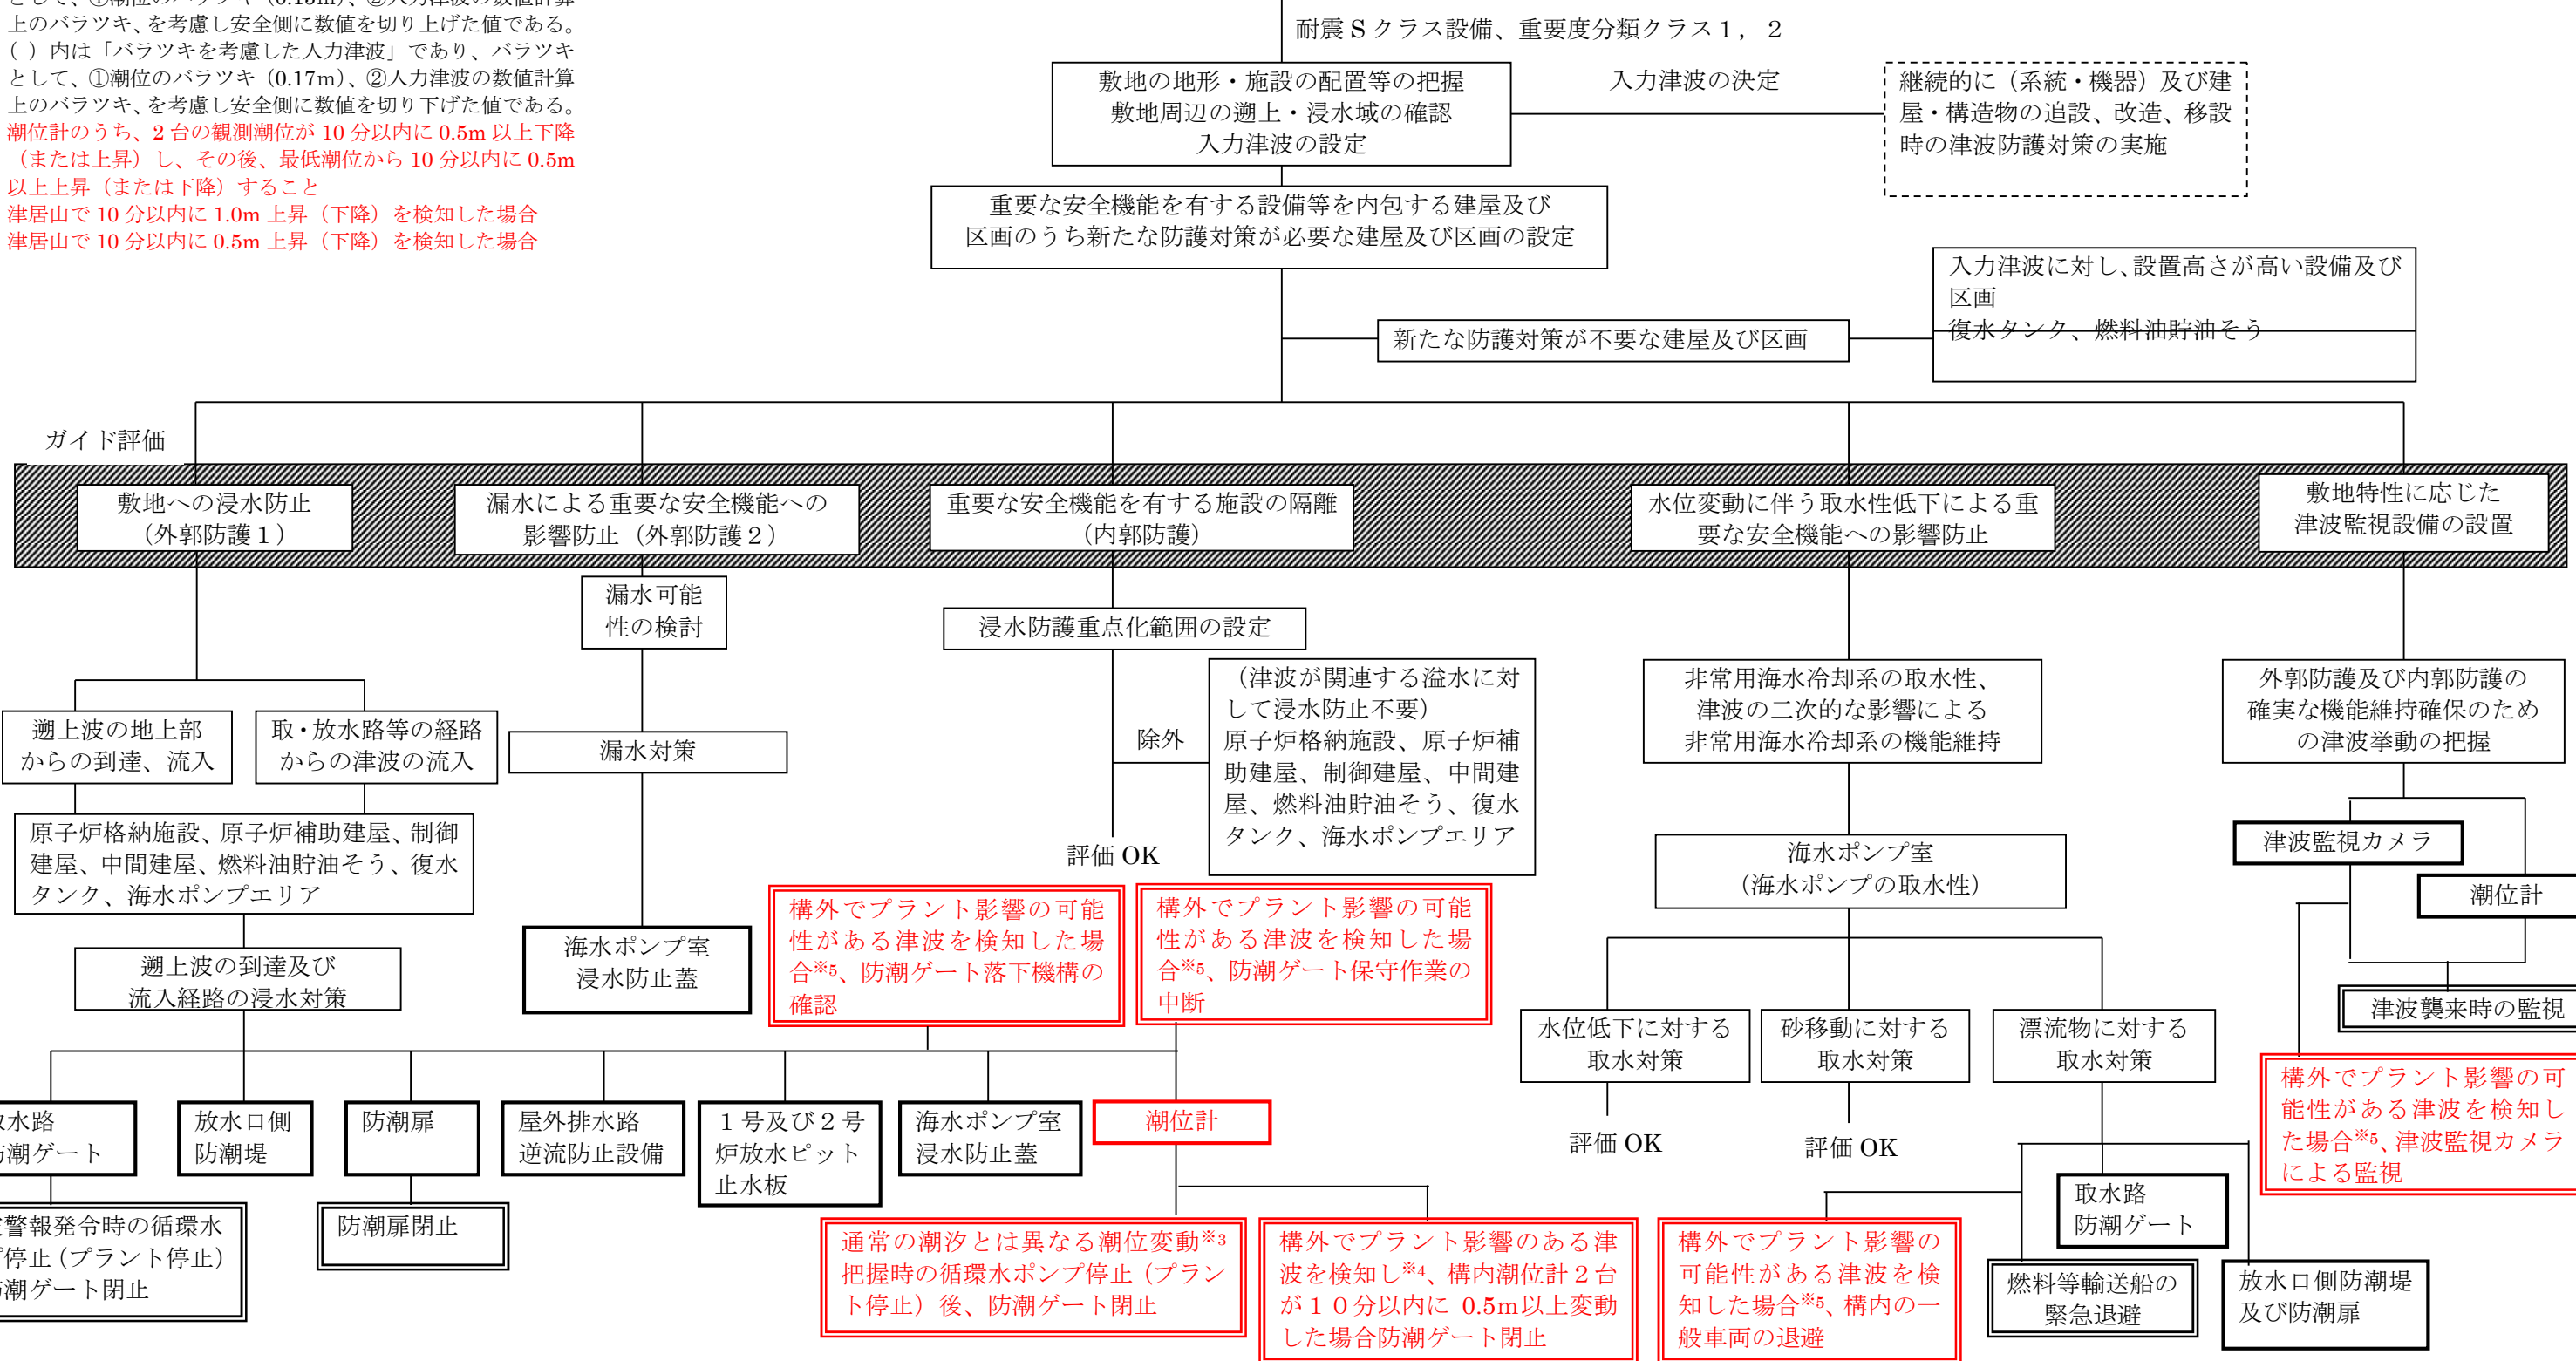 として、①潮位のバラツキ（0.15m）、②入力津波の数値計算
上のバラツキ、を考慮し安全側に数値を切り上げた値である。
( ）内は「バラツキを考慮した入力津波」であり、バラツキ
として、①潮位のバラツキ（0.17m）、②入力津波の数値計算
上のバラツキ、を考慮し安全側に数値を切り下げた値である。
潮位計のうち、2 台の観測潮位が 10 分以内に 0.5m 以上下降
（または上昇）し、その後、最低潮位から 10 分以内に 0.5m
以上上昇（または下降）すること
津居山で 10 分以内に 1.0m 上昇（下降）を検知した場合
津居山で 10 分以内に 0.5m 上昇（下降）を検知した場合
耐震 S クラス設備、重要度分類クラス１，２
敷地の地形・施設の配置等の把握
敷地周辺の遡上・浸水域の確認
入力津波の設定
入力津波の決定
継続的に（系統・機器）及び建
屋・構造物の追設、改造、移設
時の津波防護対策の実施
重要な安全機能を有する設備等を内包する建屋及び
区画のうち新たな防護対策が必要な建屋及び区画の設定
新たな防護対策が不要な建屋及び区画
入力津波に対し、設置高さが高い設備及び
区画
復水タンク、燃料油貯油そう
ガイド評価
敷地への浸水防止
（外郭防護１）
漏水による重要な安全機能への
影響防止（外郭防護２）
重要な安全機能を有する施設の隔離
（内郭防護）
水位変動に伴う取水性低下による重
要な安全機能への影響防止
敷地特性に応じた
津波監視設備の設置
漏水可能
性の検討
浸水防護重点化範囲の設定
遡上波の地上部
からの到達、流入
取・放水路等の経路
からの津波の流入
漏水対策
除外
（津波が関連する溢水に対
して浸水防止不要）
原子炉格納施設、原子炉補
助建屋、制御建屋、中間建
屋、燃料油貯油そう、復水
タンク、海水ポンプエリア
評価 OK
非常用海水冷却系の取水性、
津波の二次的な影響による
非常用海水冷却系の機能維持
外郭防護及び内郭防護の
確実な機能維持確保のため
の津波挙動の把握
原子炉格納施設、原子炉補助建屋、制御
建屋、中間建屋、燃料油貯油そう、復水
タンク、海水ポンプエリア
海水ポンプ室
（海水ポンプの取水性）
津波監視カメラ
潮位計
津波襲来時の監視
遡上波の到達及び
流入経路の浸水対策
海水ポンプ室
浸水防止蓋
構外でプラント影響の可能
性がある津波を検知した場
合※5、防潮ゲート落下機構の
確認
構外でプラント影響の可能
性がある津波を検知した場
合※5、防潮ゲート保守作業の
中断
水位低下に対する
取水対策
砂移動に対する
取水対策
漂流物に対する
取水対策
評価 OK
評価 OK
構外でプラント影響の可
能性がある津波を検知し
た場合※5、津波監視カメラ
による監視
水路
潮ゲート
放水口側
防潮堤
防潮扉
屋外排水路
逆流防止設備
１号及び２号
炉放水ピット
止水板
海水ポンプ室
浸水防止蓋
潮位計
警報発令時の循環水
停止（プラント停止）
潮ゲート閉止
防潮扉閉止
通常の潮汐とは異なる潮位変動※3
把握時の循環水ポンプ停止（プラン
ト停止）後、防潮ゲート閉止
構外でプラント影響のある津
波を検知し※4、構内潮位計２台
が１０分以内に 0.5m以上変動
した場合防潮ゲート閉止
構外でプラント影響の
可能性がある津波を検
知した場合※5、構内の一
般車両の退避
取水路
防潮ゲート
燃料等輸送船の
緊急退避
放水口側防潮堤
及び防潮扉